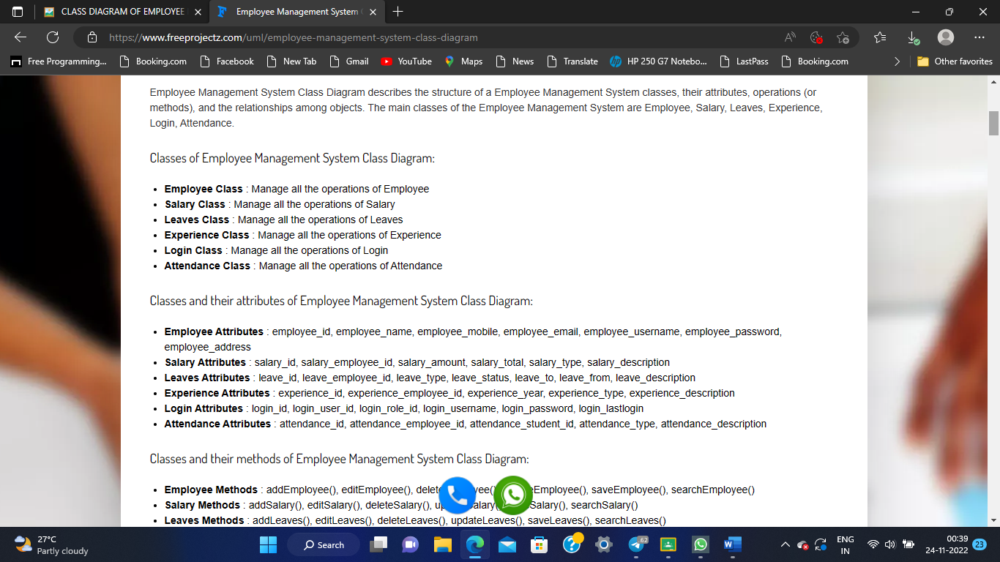 CLASS DIAGRAM OF EMPLOYEE
Employee Management System
https://www.freeprojectz.com/uml/employee-management-system-class-diagram
Free Programming... Booking.com Facebook New Tab Gmail YouTube Maps News Translate HP 250 G7 Notebo... LastPass Booking.com Other favorites
Employee Management System Class Diagram describes the structure of a Employee Management System classes, their attributes, operations (or
methods), and the relationships among objects. The main classes of the Employee Management System are Employee, Salary, Leaves, Experience,
Login, Attendance.
Classes of Employee Management System Class Diagram:
• Employee Class : Manage all the operations of Employee
• Salary Class : Manage all the operations of Salary
• Leaves Class : Manage all the operations of Leaves
• Experience Class : Manage all the operations of Experience
• Login Class : Manage all the operations of Login
• Attendance Class : Manage all the operations of Attendance
Classes and their attributes of Employee Management System Class Diagram:
• Employee Attributes : employee_id, employee_name, employee_mobile, employee_email, employee_username, employee_password,
employee_address
• Salary Attributes : salary_id, salary_employee_id, salary_amount, salary_total, salary_type, salary_description
• Leaves Attributes : leave_id, leave_employee_id, leave_type, leave_status, leave_to, leave_from, leave_description
• Experience Attributes : experience_id, experience_employee_id, experience_year, experience_type, experience_description
• Login Attributes : login_id, login_user_id, login_role_id, login_username, login_password, login_lastlogin
• Attendance Attributes : attendance_id, attendance_employee_id, attendance_student_id, attendance_type, attendance_description
Classes and their methods of Employee Management System Class Diagram:
• Employee Methods : addEmployee(), editEmployee(), saveEmployee(), searchEmployee()
• Salary Methods : addSalary(), editSalary(), deleteSalary(), searchSalary()
• Leaves Methods : addLeaves(), editLeaves(), deleteLeaves(), updateLeaves(), saveLeaves(), searchLeaves()
27°C
Partly cloudy
Search
62
ENG
IN
00:39
24-11-2022
23